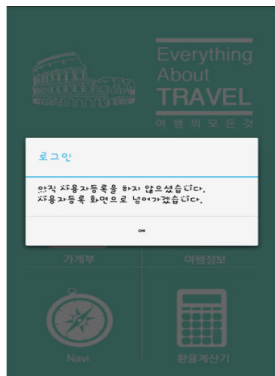 Everything
About
TRAVEL
여 행 의 모 든 것
로그인
아직 사용자등록을 하지 않으셨습니다.
사용자등록 화면으로 넘어가겠습니다.
가계부
여행정보
Navi
환율계산기